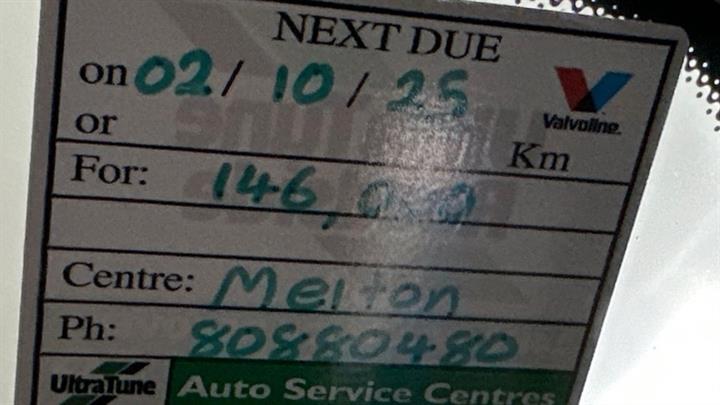 NEXT DUE
on 02/10/25
Valvoline
or
Km
For: 146,000
Centre: Melton
Ph: 80880480
UltraTune Auto Service Centres